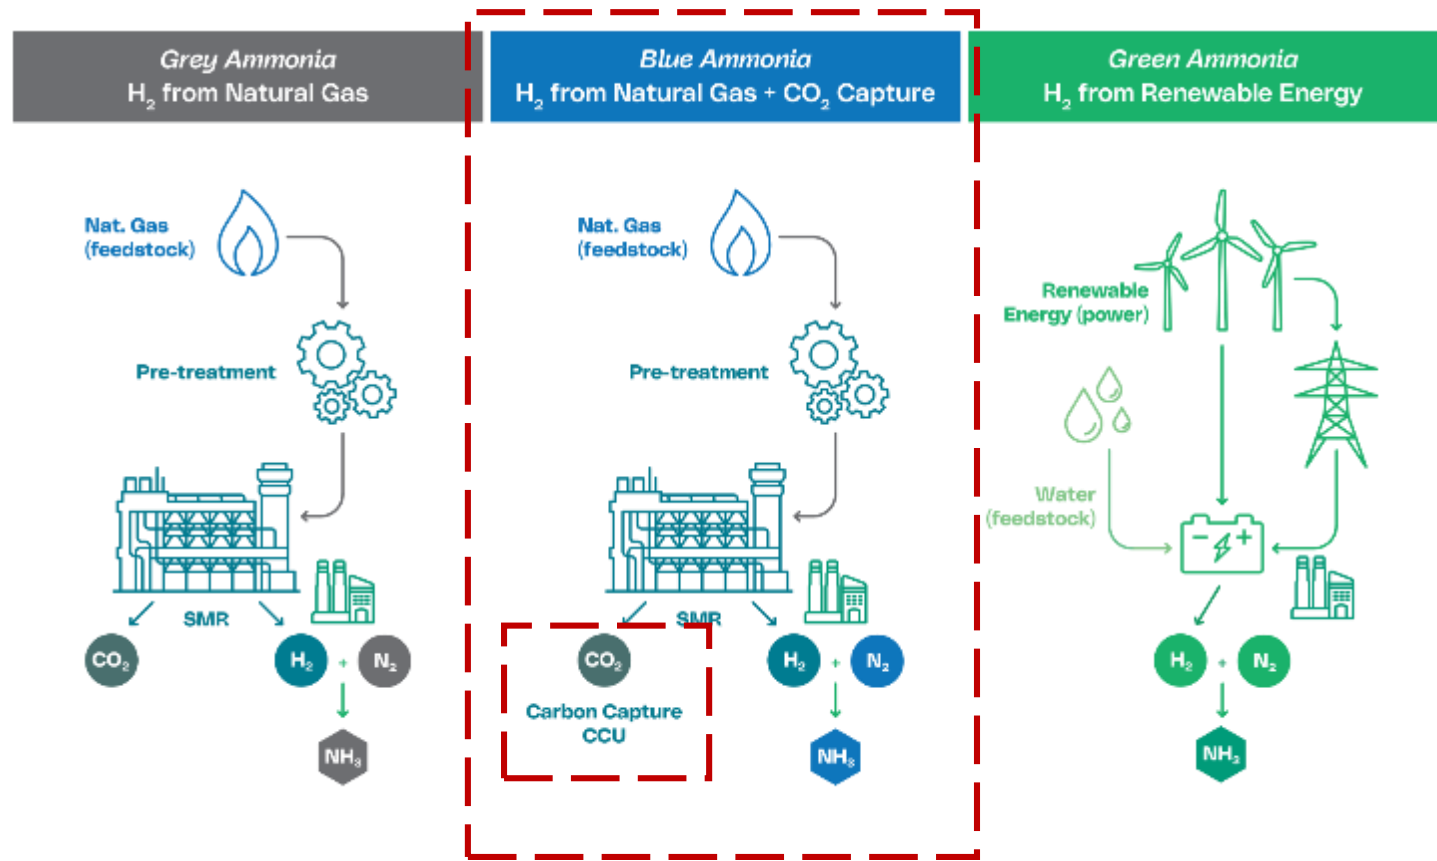 Grey Ammonia
H₂ from Natural Gas
Nat. Gas
(feedstock)
Pre-treatment
SMR
CO₂
H₂ + N₂
NH₃
Blue Ammonia
H₂ from Natural Gas + CO₂ Capture
Nat. Gas
(feedstock)
Pre-treatment
SMR
CO₂
H₂ + N₂
Carbon Capture
CCU
NH₃
Green Ammonia
H₂ from Renewable Energy
Renewable
Energy (power)
Water
(feedstock)
- +
H₂ + N₂
NH₃